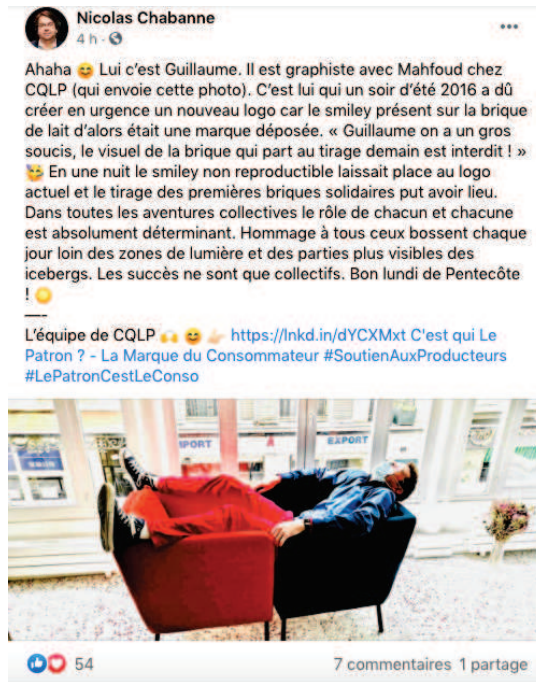 Nicolas Chabanne
4 h ·
Ahaha 😊 Lui c'est Guillaume. Il est graphiste avec Mahfoud chez
CQLP (qui envoie cette photo). C'est lui qui un soir d'été 2016 a dû
créer en urgence un nouveau logo car le smiley présent sur la brique
de lait d'alors était une marque déposée. « Guillaume on a un gros
soucis, le visuel de la brique qui part au tirage demain est interdit ! »
🥰 En une nuit le smiley non reproductible laissait place au logo
actuel et le tirage des premières briques solidaires put avoir lieu.
Dans toutes les aventures collectives le rôle de chacun et chacune
est absolument déterminant. Hommage à tous ceux bossent chaque
jour loin des zones de lumière et des parties plus visibles des
icebergs. Les succès ne sont que collectifs. Bon lundi de Pentecôte
! 🌞
—-
L'équipe de CQLP 🙌 😊 👉 https://lnkd.in/dYCXMxt C'est qui Le
Patron ? - La Marque du Consommateur #SoutienAuxProducteurs
#LePatronCestLeConso
PORT EXPORT
54 7 commentaires 1 partage